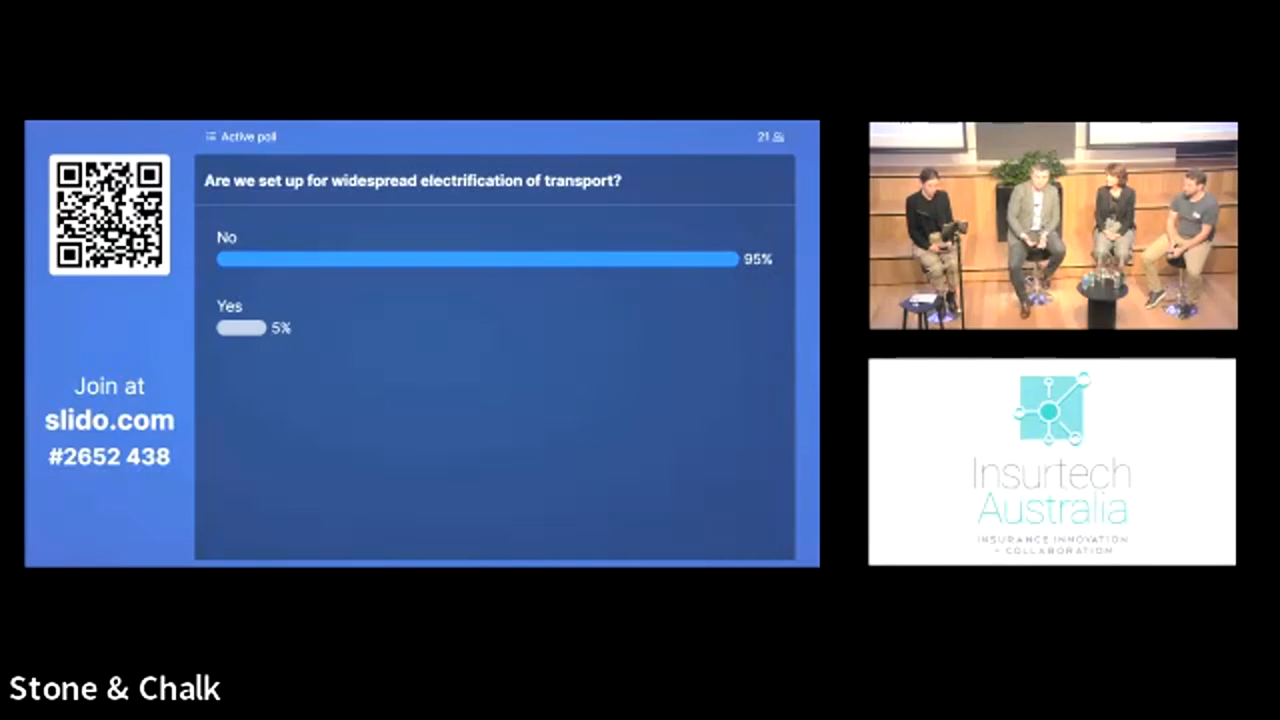 Active poll
21
Are we set up for widespread electrification of transport?
No
95%
Yes
5%
Join at
slido.com
#2652 438
Insurtech
Australia
INSURANCE INNOVATION
+ COLLABORATION
Stone & Chalk